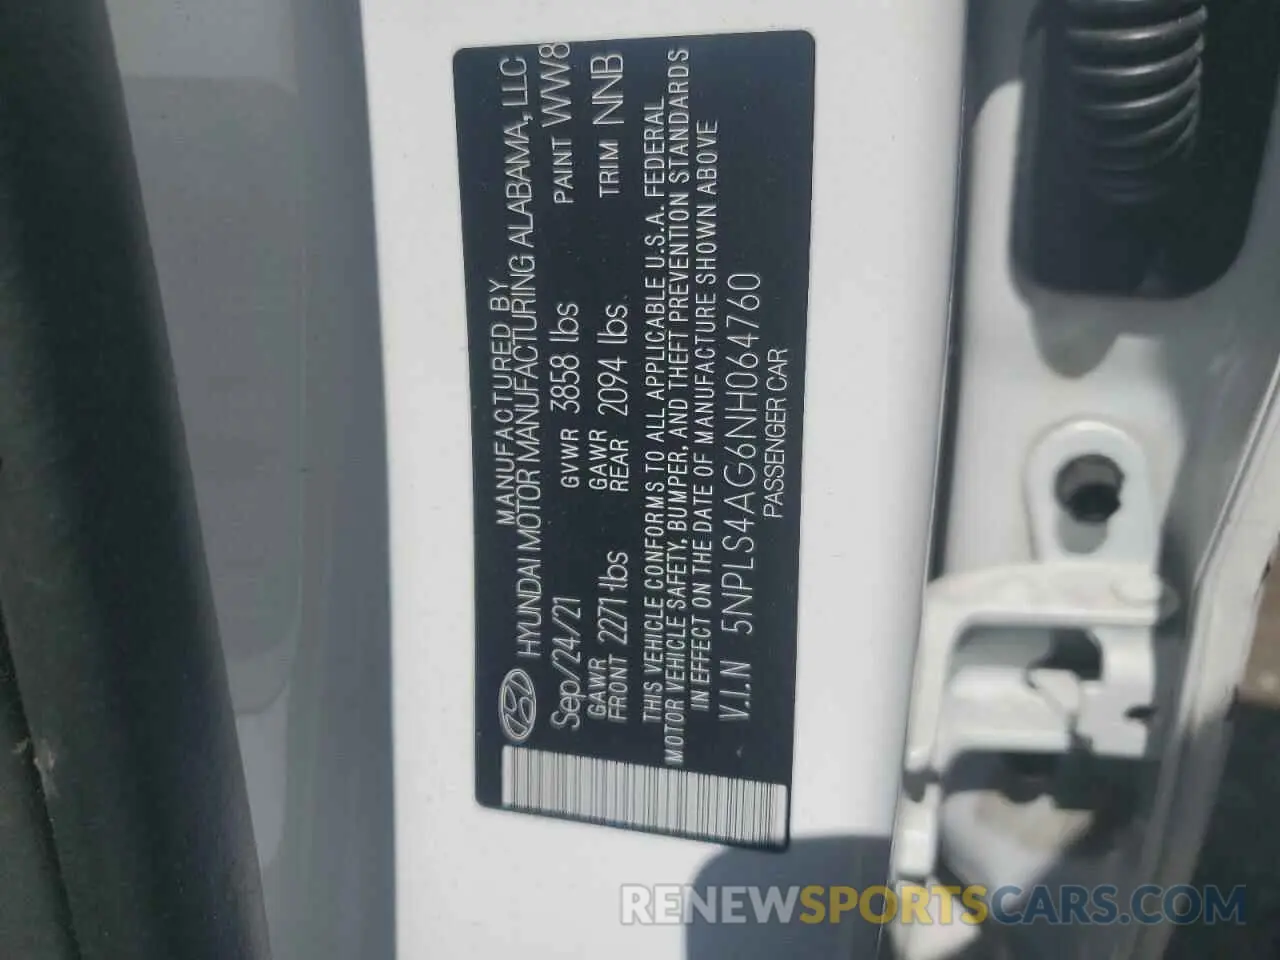 MANUFACTURED BY
HYUNDAI MOTOR MANUFACTURING ALABAMA, LLC
Sep/24/21 GVWR 3858 lbs PAINT WW8
GAWR FRONT 2271 lbs GAWR REAR 2094 lbs. TRIM NNB
THIS VEHICLE CONFORMS TO ALL APPLICABLE U.S.A. FEDERAL
MOTOR VEHICLE SAFETY, BUMPER, AND THEFT PREVENTION STANDARDS
IN EFFECT ON THE DATE OF MANUFACTURE SHOWN ABOVE
V.I.N 5NPLS4AG6NH064760
PASSENGER CAR
RENEWSPORTSCARS.COM